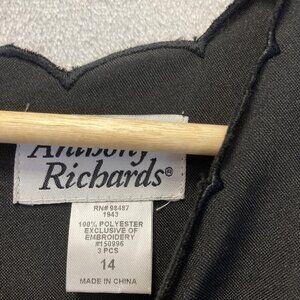 Anthony
Richards®
RN# 98487
1943
100% POLYESTER
EXCLUSIVE OF
EMBROIDERY
#150996
3 PCS
14
MADE IN CHINA